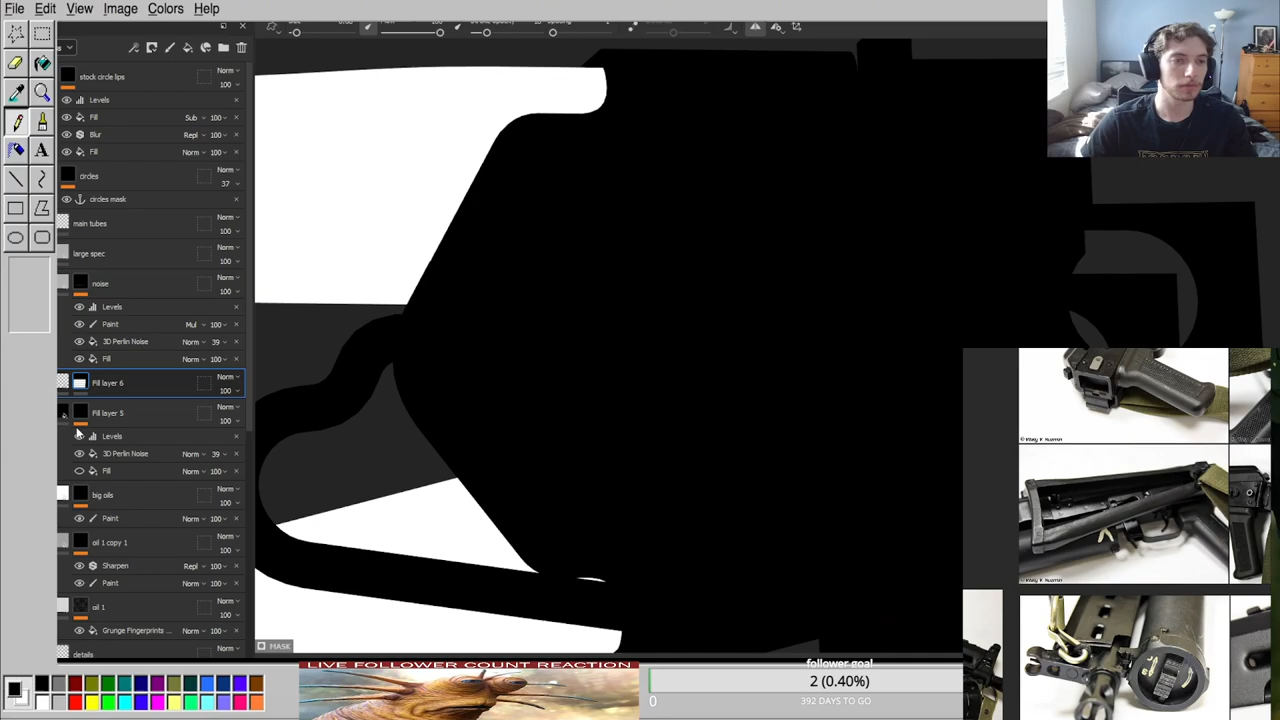 File Edit View Image Colors Help
stock circle lips Norm
100
Levels
Fill Sub 100
Blur Repl 100
Fill Norm 100
circles Norm
37
circles mask
main tubes Norm
100
large spec Norm
100
noise Norm
100
Levels
Paint Mul 100
3D Perlin Noise Norm 39
Fill Norm 100
Fill layer 6 Norm
100
Fill layer 5 Norm
100
Levels
3D Perlin Noise Norm 39
Fill Norm 100
big oils Norm
100
Paint Norm 100
oil 1 copy 1 Norm
100
Sharpen Repl 100
Paint Norm 100
oil 1 Norm
100
Grunge Fingerprints ... Norm 100
details Norm
MASK
LIVE FOLLOWER COUNT REACTION
follower goal
0 2 (0.40%)
392 DAYS TO GO